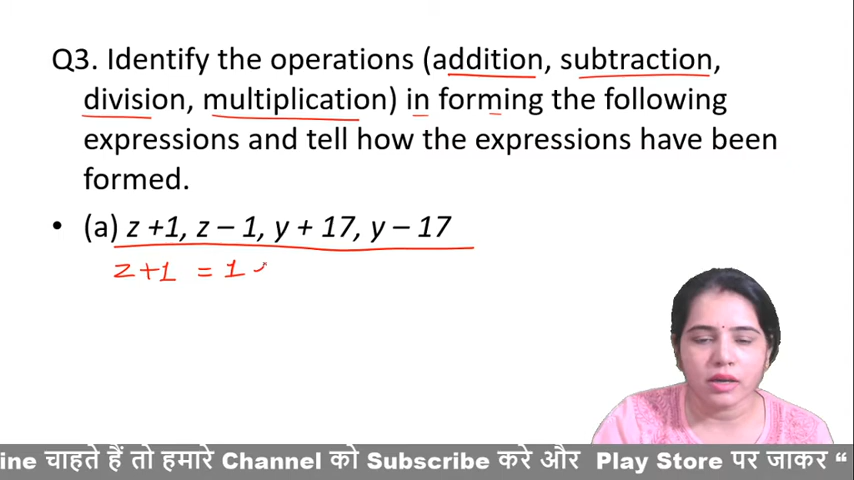 Q3. Identify the operations (addition, subtraction,
division, multiplication) in forming the following
expressions and tell how the expressions have been
formed.
• (a) z +1, z – 1, y + 17, y – 17
z+1 = 1
ine चाहते हैं तो हमारे Channel को Subscribe करे और Play Store पर जाकर “